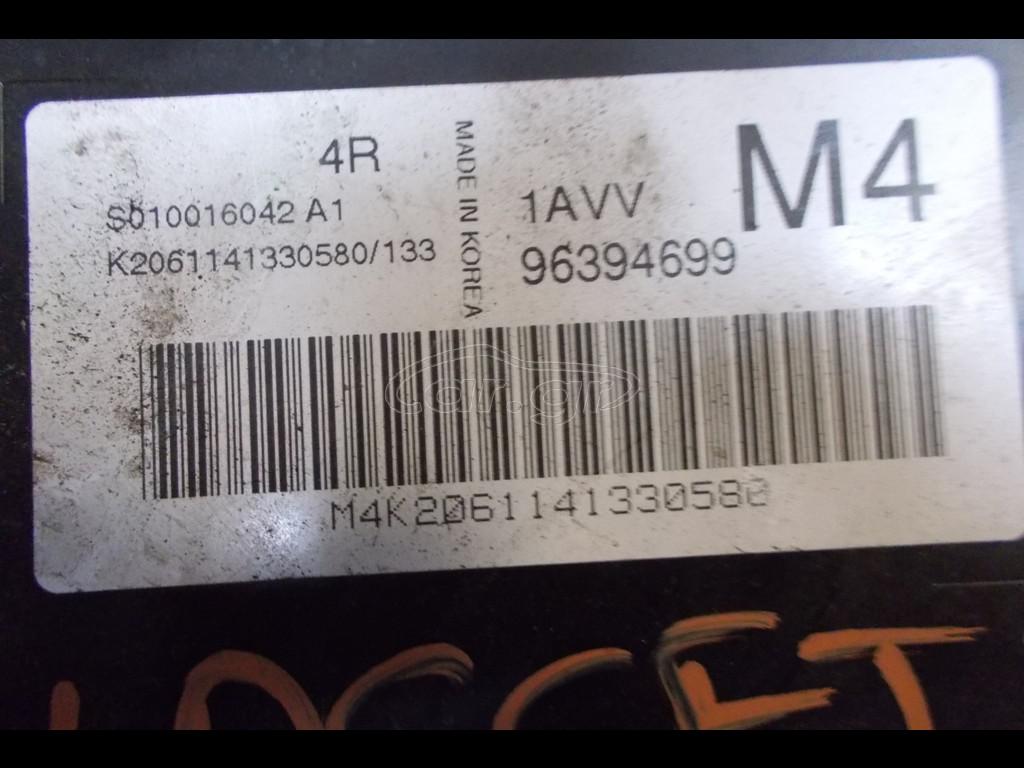 4R
S010016042 A1
K2061141330580/133
MADE IN KOREA
1AVV
M4
96394699
car.gr
M4K2061141330580